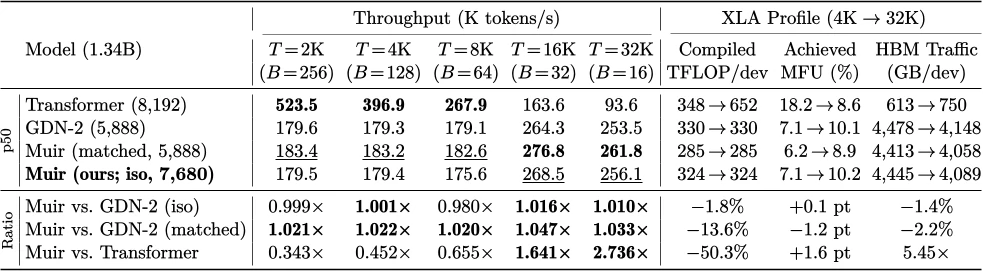 Throughput (K tokens/s) XLA Profile (4K → 32K)
Model (1.34B) T = 2K T = 4K T = 8K T = 16K T = 32K Compiled Achieved HBM Traffic
(B = 256) (B = 128) (B = 64) (B = 32) (B = 16) TFLOP/dev MFU (%) (GB/dev)
p50
Transformer (8,192) 523.5 396.9 267.9 163.6 93.6 348 → 652 18.2 → 8.6 613 → 750
GDN-2 (5,888) 179.6 179.3 179.1 264.3 253.5 330 → 330 7.1 → 10.1 4,478 → 4,148
Muir (matched, 5,888) 183.4 183.2 182.6 276.8 261.8 285 → 285 6.2 → 8.9 4,413 → 4,058
Muir (ours; iso, 7,680) 179.5 179.4 175.6 268.5 256.1 324 → 324 7.1 → 10.2 4,445 → 4,089
Ratio
Muir vs. GDN-2 (iso) 0.999× 1.001× 0.980× 1.016× 1.010× −1.8% +0.1 pt −1.4%
Muir vs. GDN-2 (matched) 1.021× 1.022× 1.020× 1.047× 1.033× −13.6% −1.2 pt −2.2%
Muir vs. Transformer 0.343× 0.452× 0.655× 1.641× 2.736× −50.3% +1.6 pt 5.45×